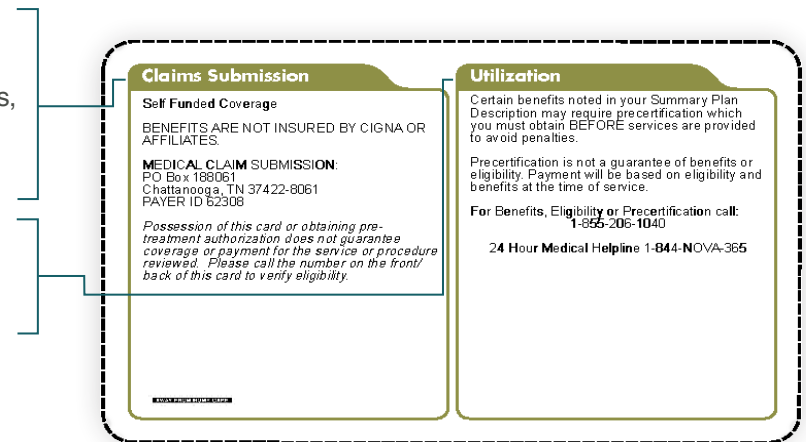 s,
Claims Submission
Self Funded Coverage
BENEFITS ARE NOT INSURED BY CIGNA OR
AFFILIATES.
MEDICAL CLAIM SUBMISSION:
PO Box 188061
Chattanooga, TN 37422-8061
PAYER ID 62308
Possession of this card or obtaining pre-
treatment authorization does not guarantee
coverage or payment for the service or procedure
reviewed. Please call the number on the front/
back of this card to verify eligibility.
Utilization
Certain benefits noted in your Summary Plan
Description may require precertification which
you must obtain BEFORE services are provided
to avoid penalties.
Precertification is not a guarantee of benefits or
eligibility. Payment will be based on eligibility and
benefits at the time of service.
For Benefits, Eligibility or Precertification call:
1-855-206-1040
24 Hour Medical Helpline 1-844-NOVA-365